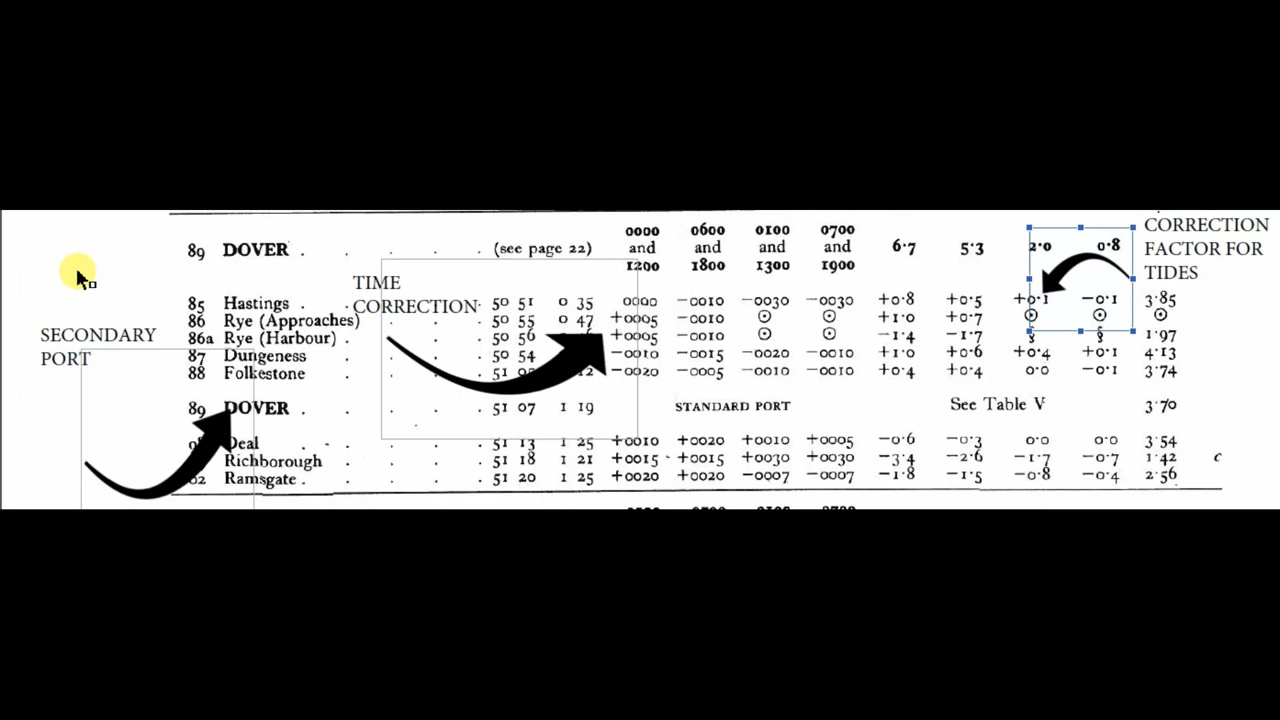 CORRECTION
FACTOR FOR
TIDES
0000 0600 0100 0700
89 DOVER . . . . . (see page 22) and and and and 6·7 5·3 2·0 0·8
1200 1800 1300 1900
TIME
CORRECTION
SECONDARY
PORT
85 Hastings . . . . 50 51 0 35 0000 −0010 −0030 −0030 +0·8 +0·5 +0·1 −0·1 3·85
86 Rye (Approaches) . . . 50 55 0 47 +0005 −0010 ⊙ ⊙ +1·0 +0·7 ⊙ ⊙ ⊙
86a Rye (Harbour) . . . . 50 56 +0005 −0010 ⊙ ⊙ −1·4 −1·7 1·97
87 Dungeness . . . . 50 54 −0010 −0015 −0020 −0010 +1·0 +0·6 +0·4 +0·1 4·13
88 Folkestone . . . . 51 −0020 −0005 −0010 −0010 +0·4 +0·4 0·0 −0·1 3·74
89 DOVER . . . . . 51 07 1 19 STANDARD PORT See Table V 3·70
Deal . . . . 51 13 1 25 +0010 +0020 +0010 +0005 −0·6 −0·3 0·0 0·0 3·54
Richborough . . . . 51 18 1 21 +0015 +0015 +0030 +0030 −3·4 −2·6 −1·7 −0·7 1·42 c
Ramsgate . . . . . 51 20 1 25 +0020 +0020 −0007 −0007 −1·8 −1·5 −0·8 −0·4 2·56